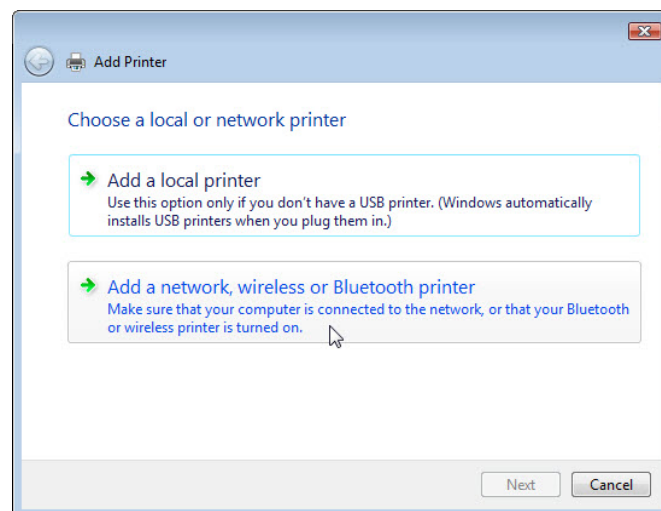 Add Printer
Choose a local or network printer
Add a local printer
Use this option only if you don't have a USB printer. (Windows automatically
installs USB printers when you plug them in.)
Add a network, wireless or Bluetooth printer
Make sure that your computer is connected to the network, or that your Bluetooth
or wireless printer is turned on.
Next Cancel